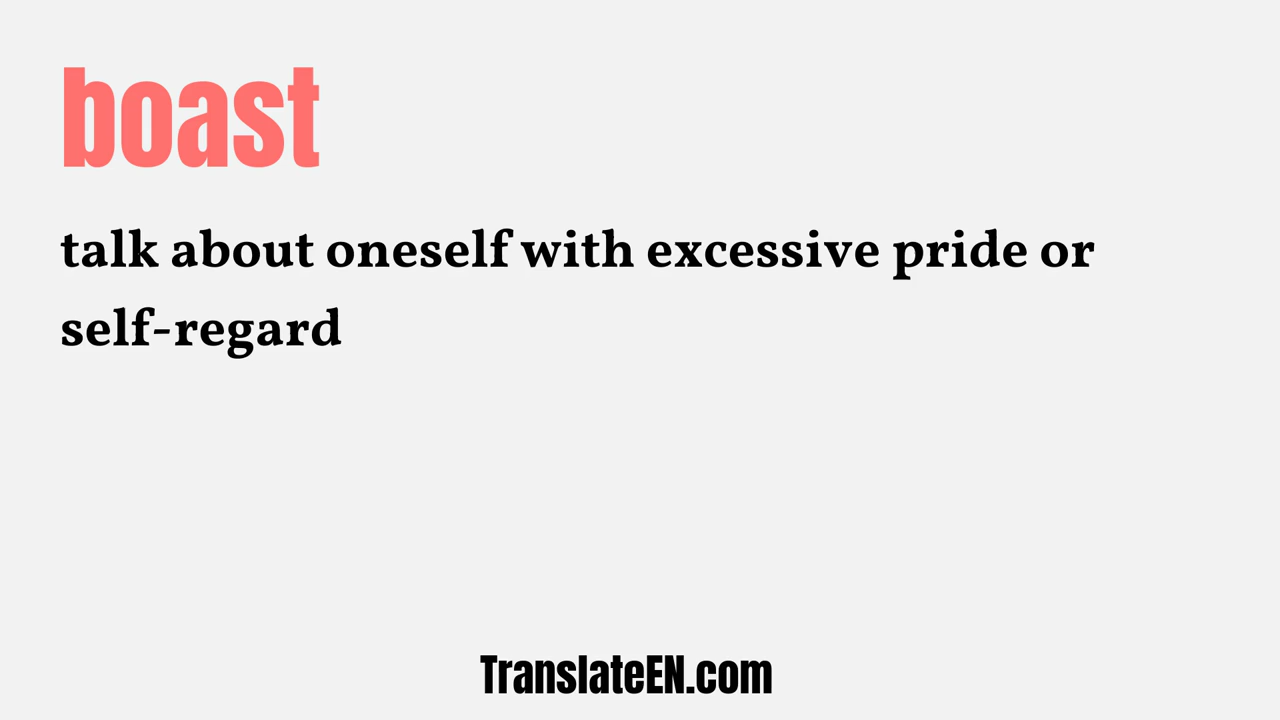 boast
talk about oneself with excessive pride or
self-regard
TranslateEN.com